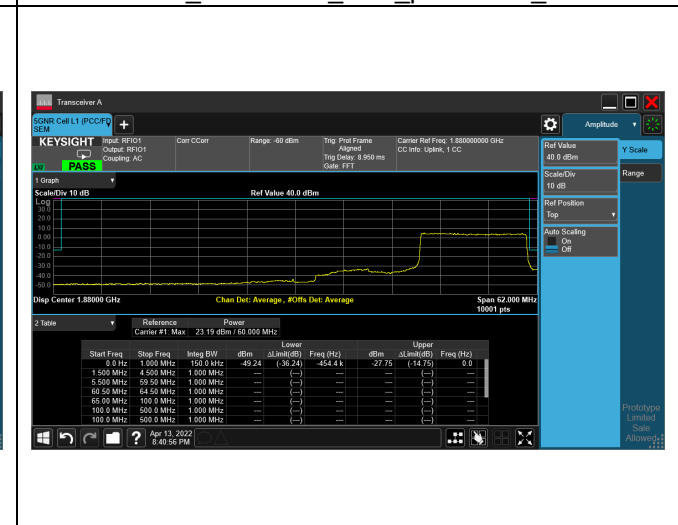 Transceiver A
5GNR Cell L1 (PCC/FD
SEM
+
Amplitude
KEYSIGHT
Input: RFIO1
Output: RFIO1
Coupling: AC
Corr CCorr
Range: -60 dBm
Trig: Prot Frame
Aligned
Trig Delay: 8.950 ms
Gate: FFT
Carrier Ref Freq: 1.880000000 GHz
CC Info: Uplink, 1 CC
PASS
Ref Value
40.0 dBm
Y Scale
Scale/Div
10 dB
Range
Ref Position
Top
Auto Scaling
On
Off
1 Graph
Scale/Div 10 dB
Ref Value 40.0 dBm
Log
30.0
20.0
10.0
0.00
-10.0
-20.0
-30.0
-40.0
-50.0
Disp Center 1.88000 GHz
Chan Det: Average , #Offs Det: Average
Span 62.000 MHz
10001 pts
2 Table
Reference Power
Carrier #1: Max 23.19 dBm / 60.000 MHz
Lower Upper
Start Freq Stop Freq Integ BW dBm ΔLimit(dB) Freq (Hz) dBm ΔLimit(dB) Freq (Hz)
0.0 Hz 1.000 MHz 150.0 kHz -49.24 (-36.24) -454.4 k -27.75 (-14.75) 0.0
1.500 MHz 4.500 MHz 1.000 MHz --- (---) --- --- (---) ---
5.500 MHz 59.50 MHz 1.000 MHz --- (---) --- --- (---) ---
60.50 MHz 64.50 MHz 1.000 MHz --- (---) --- --- (---) ---
65.00 MHz 100.0 MHz 1.000 MHz --- (---) --- --- (---) ---
100.0 MHz 500.0 MHz 1.000 MHz --- (---) --- --- (---) ---
100.0 MHz 500.0 MHz 1.000 MHz --- (---) --- --- (---) ---
Prototype
Limited
Sale
Allowed
?
Apr 13, 2022
8:40:56 PM